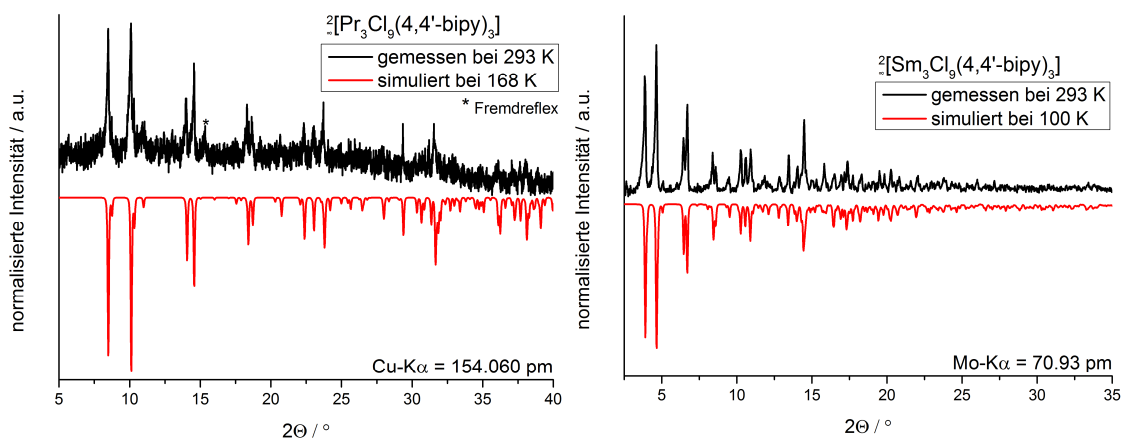 ²∞[Pr₃Cl₉(4,4'-bipy)₃]
gemessen bei 293 K
simuliert bei 168 K
* Fremdreflex
*
normalisierte Intensität / a.u.
Cu-Kα = 154.060 pm
5 10 15 20 25 30 35 40
2Θ / °
²∞[Sm₃Cl₉(4,4'-bipy)₃]
gemessen bei 293 K
simuliert bei 100 K
normalisierte Intensität / a.u.
Mo-Kα = 70.93 pm
5 10 15 20 25 30 35
2Θ / °